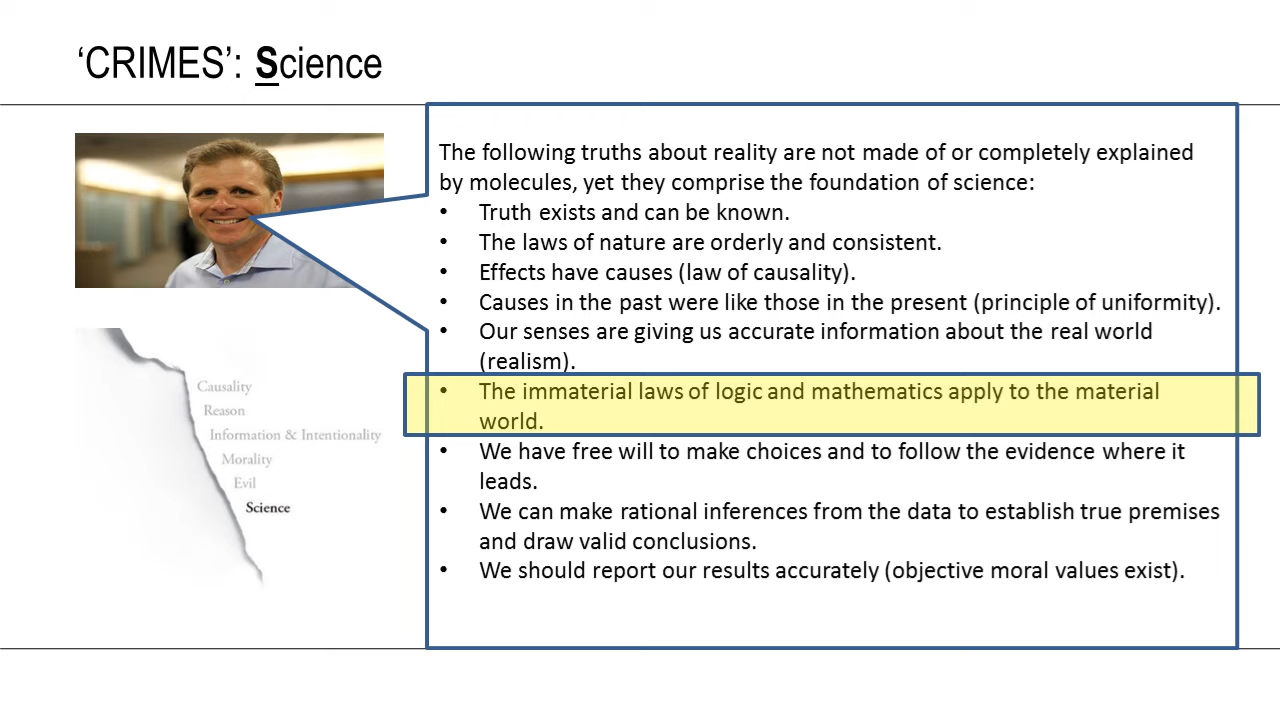 ‘CRIMES’: Science
The following truths about reality are not made of or completely explained
by molecules, yet they comprise the foundation of science:
• Truth exists and can be known.
• The laws of nature are orderly and consistent.
• Effects have causes (law of causality).
• Causes in the past were like those in the present (principle of uniformity).
• Our senses are giving us accurate information about the real world
(realism).
• The immaterial laws of logic and mathematics apply to the material
world.
• We have free will to make choices and to follow the evidence where it
leads.
• We can make rational inferences from the data to establish true premises
and draw valid conclusions.
• We should report our results accurately (objective moral values exist).
Causality
Reason
Information & Intentionality
Morality
Evil
Science